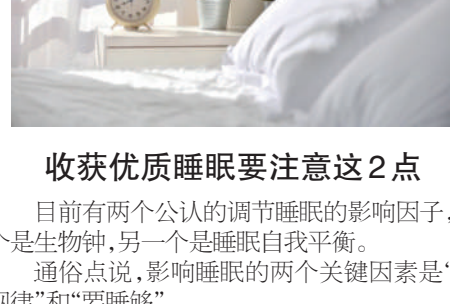 收获优质睡眠要注意这2点
目前有两个公认的调节睡眠的影响因子，
个是生物钟，另一个是睡眠自我平衡。
通俗点说，影响睡眠的两个关键因素是“
律”和“要睡够”